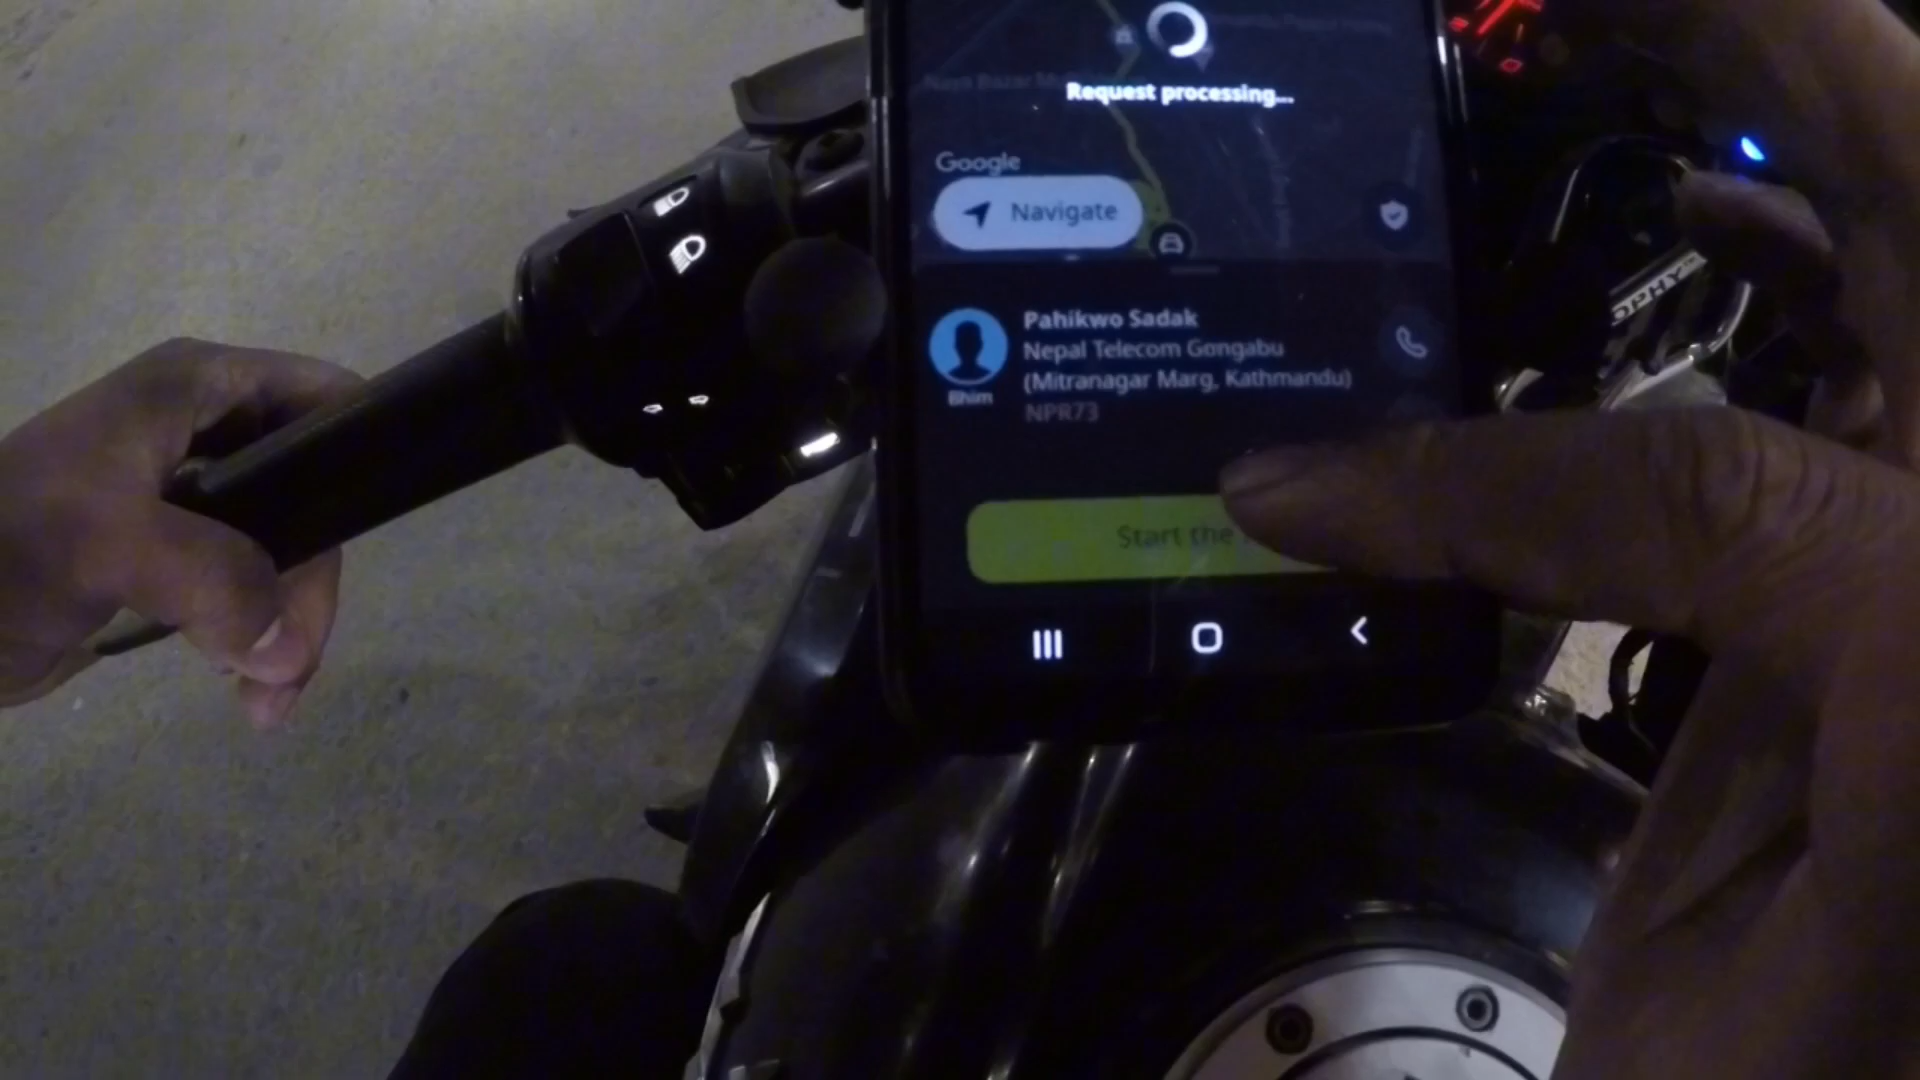 Request processing...
Google
Navigate
Pahikwo Sadak
Nepal Telecom Gongabu
(Mitranagar Marg, Kathmandu)
NPR73
Bhim
Start the